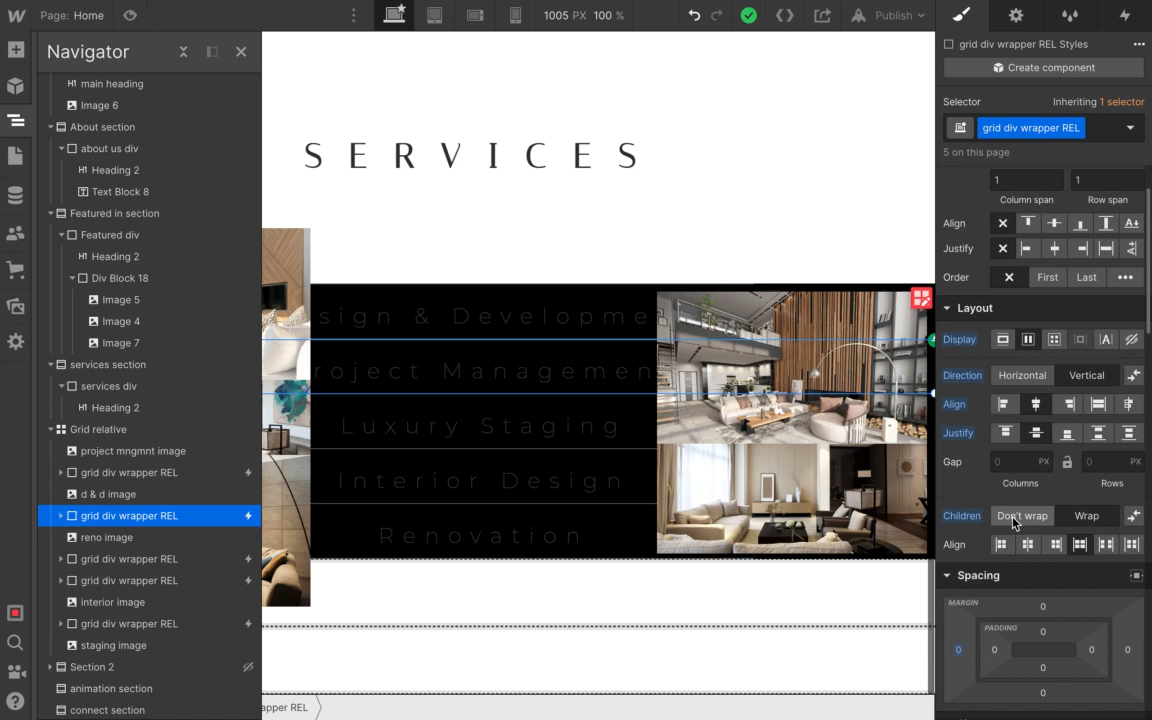 Page: Home
1005 PX 100 %
Publish
Navigator
H1 main heading
Image 6
About section
about us div
H1 Heading 2
Text Block 8
Featured in section
Featured div
H1 Heading 2
Div Block 18
Image 5
Image 4
Image 7
services section
services div
H1 Heading 2
Grid relative
project mngmnt image
grid div wrapper REL
d & d image
grid div wrapper REL
reno image
grid div wrapper REL
grid div wrapper REL
interior image
grid div wrapper REL
staging image
Section 2
animation section
connect section
SERVICES
sign & Developme
roject Managemen
Luxury Staging
Interior Design
Renovation
apper REL
grid div wrapper REL Styles
Create component
Selector
Inheriting 1 selector
grid div wrapper REL
5 on this page
1 1
Column span Row span
Align
Justify
Order First Last
Layout
Display
Direction Horizontal Vertical
Align
Justify
Gap 0 PX 0 PX
Columns Rows
Children Don't wrap Wrap
Align
Spacing
MARGIN
0
PADDING
0
0 0 0 0
0
0